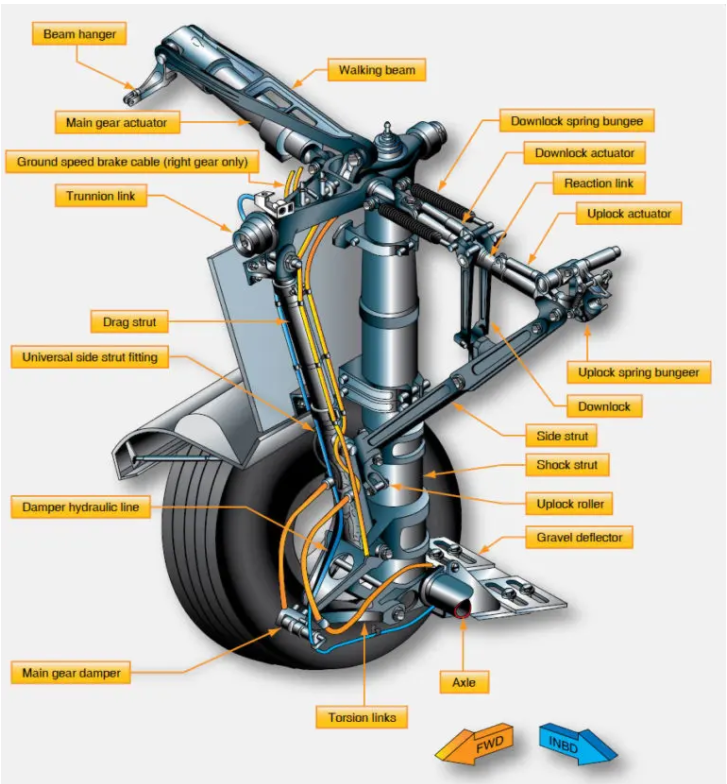 Beam hanger
Walking beam
Main gear actuator
Downlock spring bungee
Ground speed brake cable (right gear only)
Downlock actuator
Trunnion link
Reaction link
Uplock actuator
Drag strut
Universal side strut fitting
Uplock spring bungeer
Downlock
Side strut
Shock strut
Damper hydraulic line
Uplock roller
Gravel deflector
Main gear damper
Axle
Torsion links
FWD
INBD